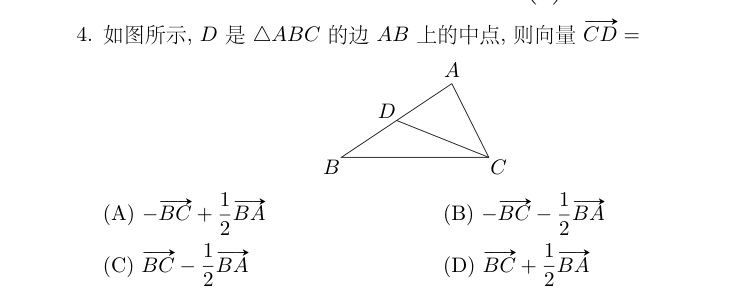 4. 如图所示, D 是 △ABC 的边 AB 上的中点, 则向量 $\overrightarrow{CD}$ =
A
D
B
C
(A) $-\overrightarrow{BC} + \frac{1}{2}\overrightarrow{BA}$ (B) $-\overrightarrow{BC} - \frac{1}{2}\overrightarrow{BA}$
(C) $\overrightarrow{BC} - \frac{1}{2}\overrightarrow{BA}$ (D) $\overrightarrow{BC} + \frac{1}{2}\overrightarrow{BA}$